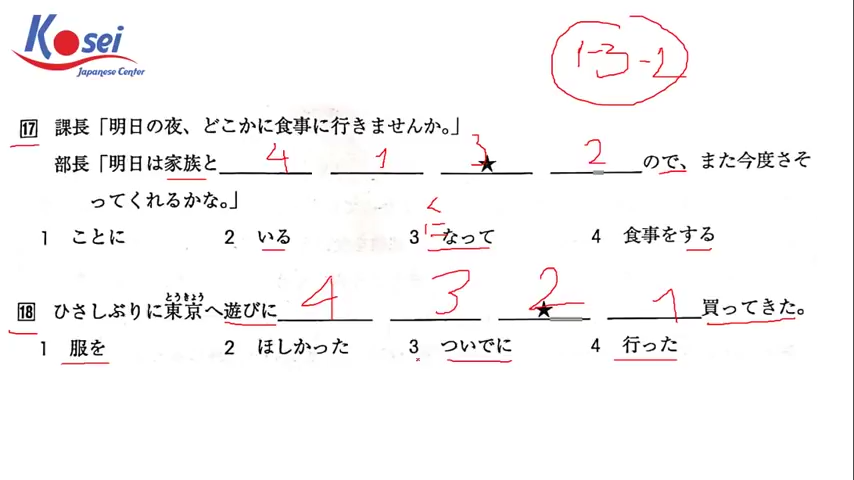 Kosei
Japanese Center
1-3-2
17 課長「明日の夜、どこかに食事に行きませんか。」
4 1 3 2
部長「明日は家族と ★ ので、また今度さそ
ってくれるかな。」
く
に
1 ことに 2 いる 3 なって 4 食事をする
4 3 2 1
とうきょう
18 ひさしぶりに東京へ遊びに ★ 買ってきた。
1 服を 2 ほしかった 3 ついでに 4 行った